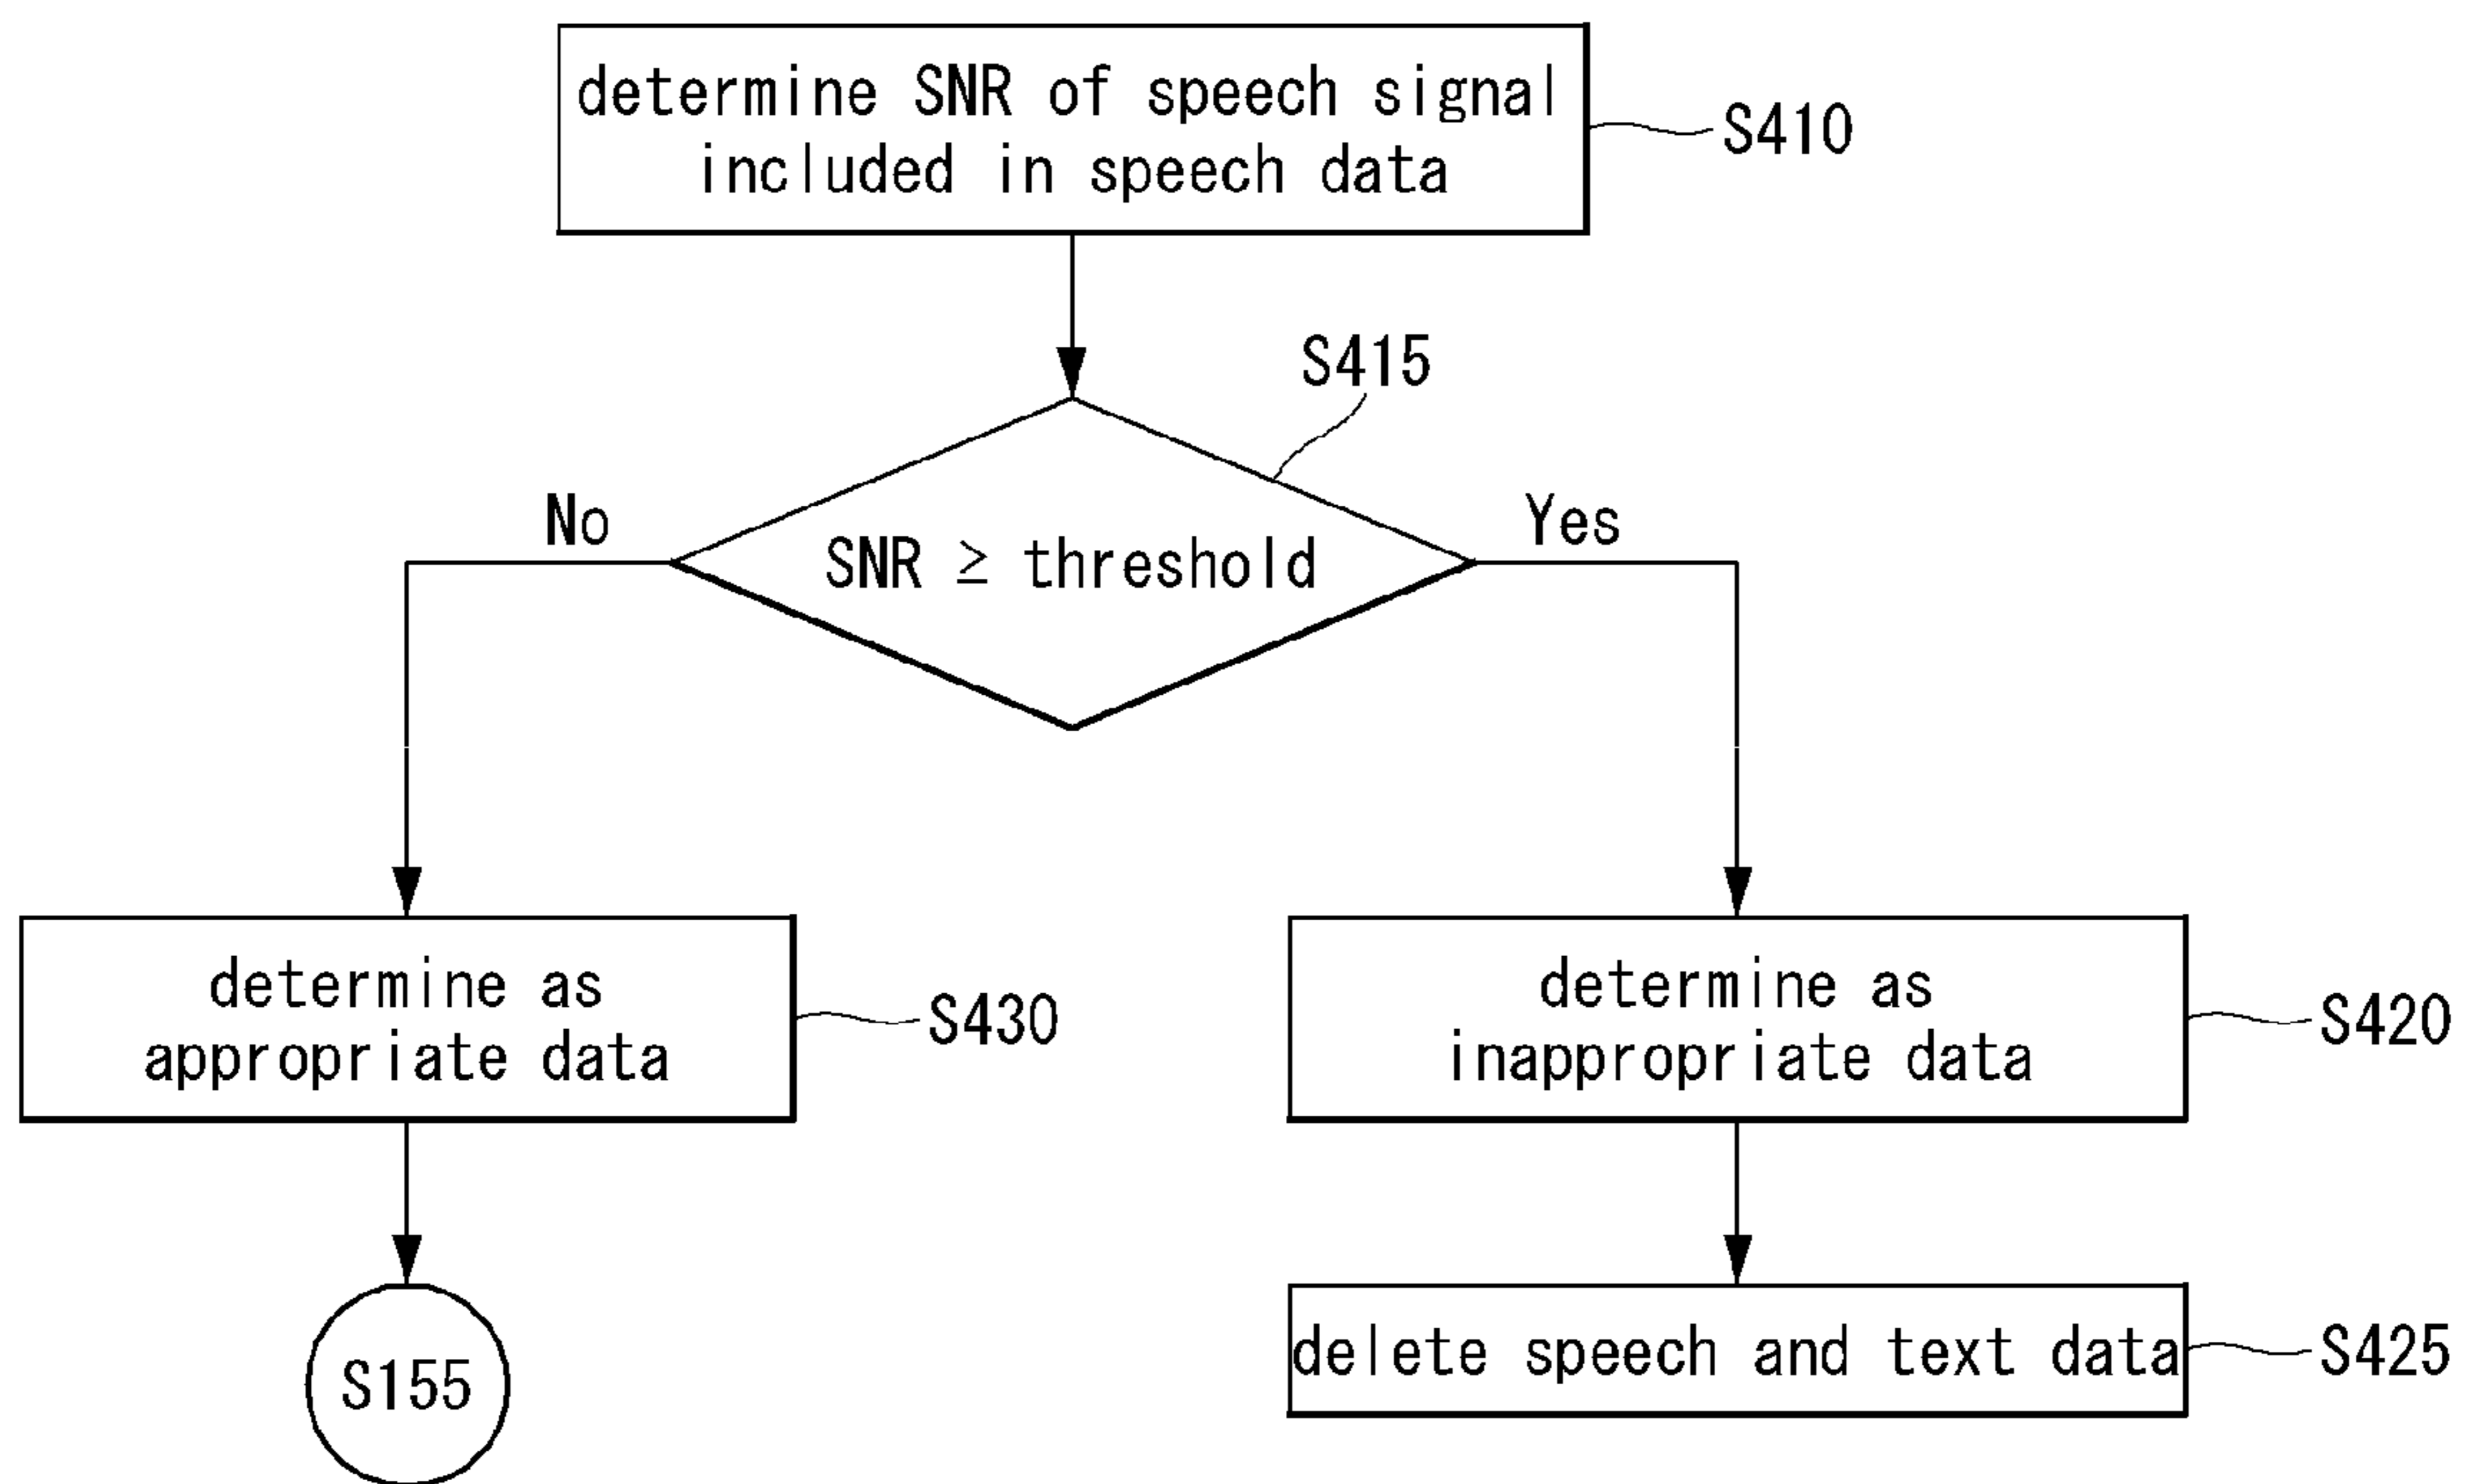 determine SNR of speech signal
included in speech data
S410
S415
No
Yes
SNR ≥ threshold
determine as
appropriate data
S430
determine as
inappropriate data
S420
S155
delete speech and text data
S425